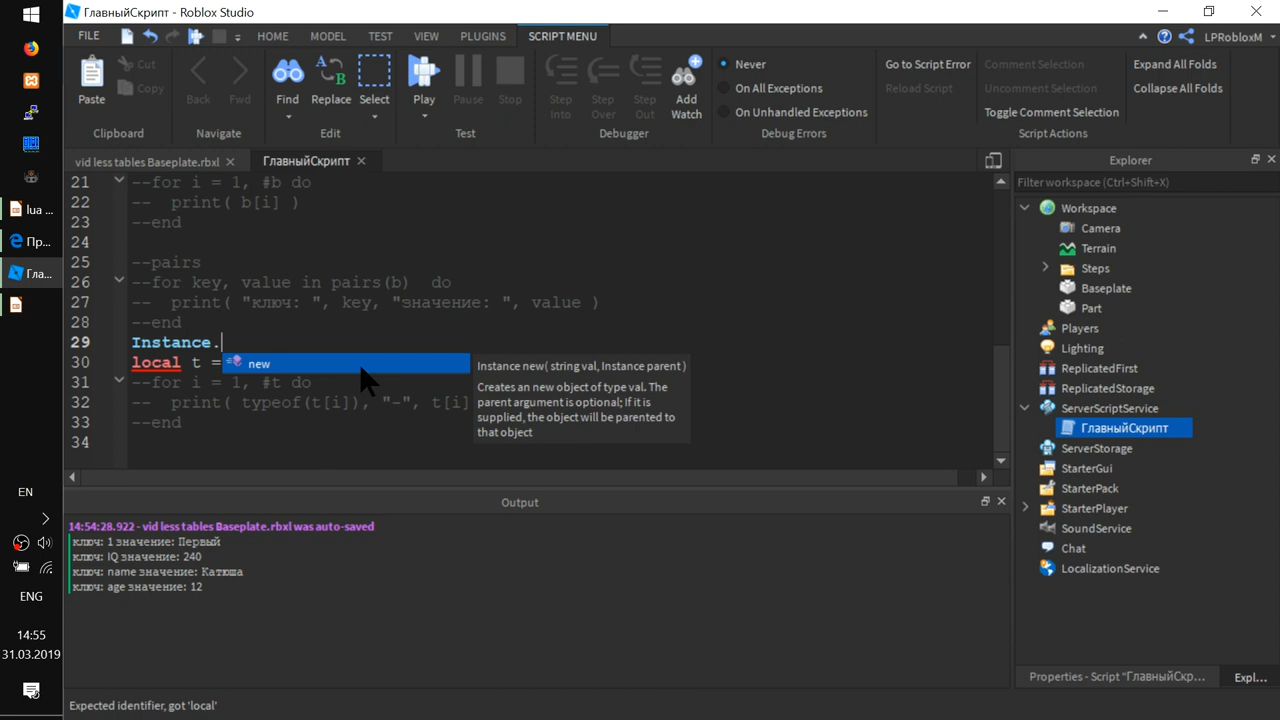 ГлавныйСкрипт - Roblox Studio
FILE
HOME
MODEL
TEST
VIEW
PLUGINS
SCRIPT MENU
LPRobloxM
Paste
Cut
Copy
Clipboard
Back
Fwd
Navigate
Find
Replace
Select
Edit
Play
Pause
Stop
Test
Step Into
Step Over
Step Out
Add Watch
Debugger
Never
On All Exceptions
On Unhandled Exceptions
Debug Errors
Go to Script Error
Reload Script
Comment Selection
Uncomment Selection
Toggle Comment Selection
Expand All Folds
Collapse All Folds
Script Actions
vid less tables Baseplate.rbxl
ГлавныйСкрипт
21 --for i = 1, #b do
22 -- print( b[i] )
23 --end
24
25 --pairs
26 --for key, value in pairs(b) do
27 -- print( "ключ: ", key, "значение: ", value )
28 --end
29 Instance.
30 local t =
31 --for i = 1, #t do
32 -- print( typeof(t[i]), "-", t[i]
33 --end
34
new
Instance new( string val, Instance parent )
Creates an new object of type val. The
parent argument is optional; If it is
supplied, the object will be parented to
that object
Output
14:54:28.922 - vid less tables Baseplate.rbxl was auto-saved
ключ: 1 значение: Первый
ключ: IQ значение: 240
ключ: name значение: Катюша
ключ: age значение: 12
Expected identifier, got 'local'
Explorer
Filter workspace (Ctrl+Shift+X)
Workspace
Camera
Terrain
Steps
Baseplate
Part
Players
Lighting
ReplicatedFirst
ReplicatedStorage
ServerScriptService
ГлавныйСкрипт
ServerStorage
StarterGui
StarterPack
StarterPlayer
SoundService
Chat
LocalizationService
Properties - Script "ГлавныйСкр...
Expl...
lua ...
Пр...
Гла...
EN
ENG
14:55
31.03.2019